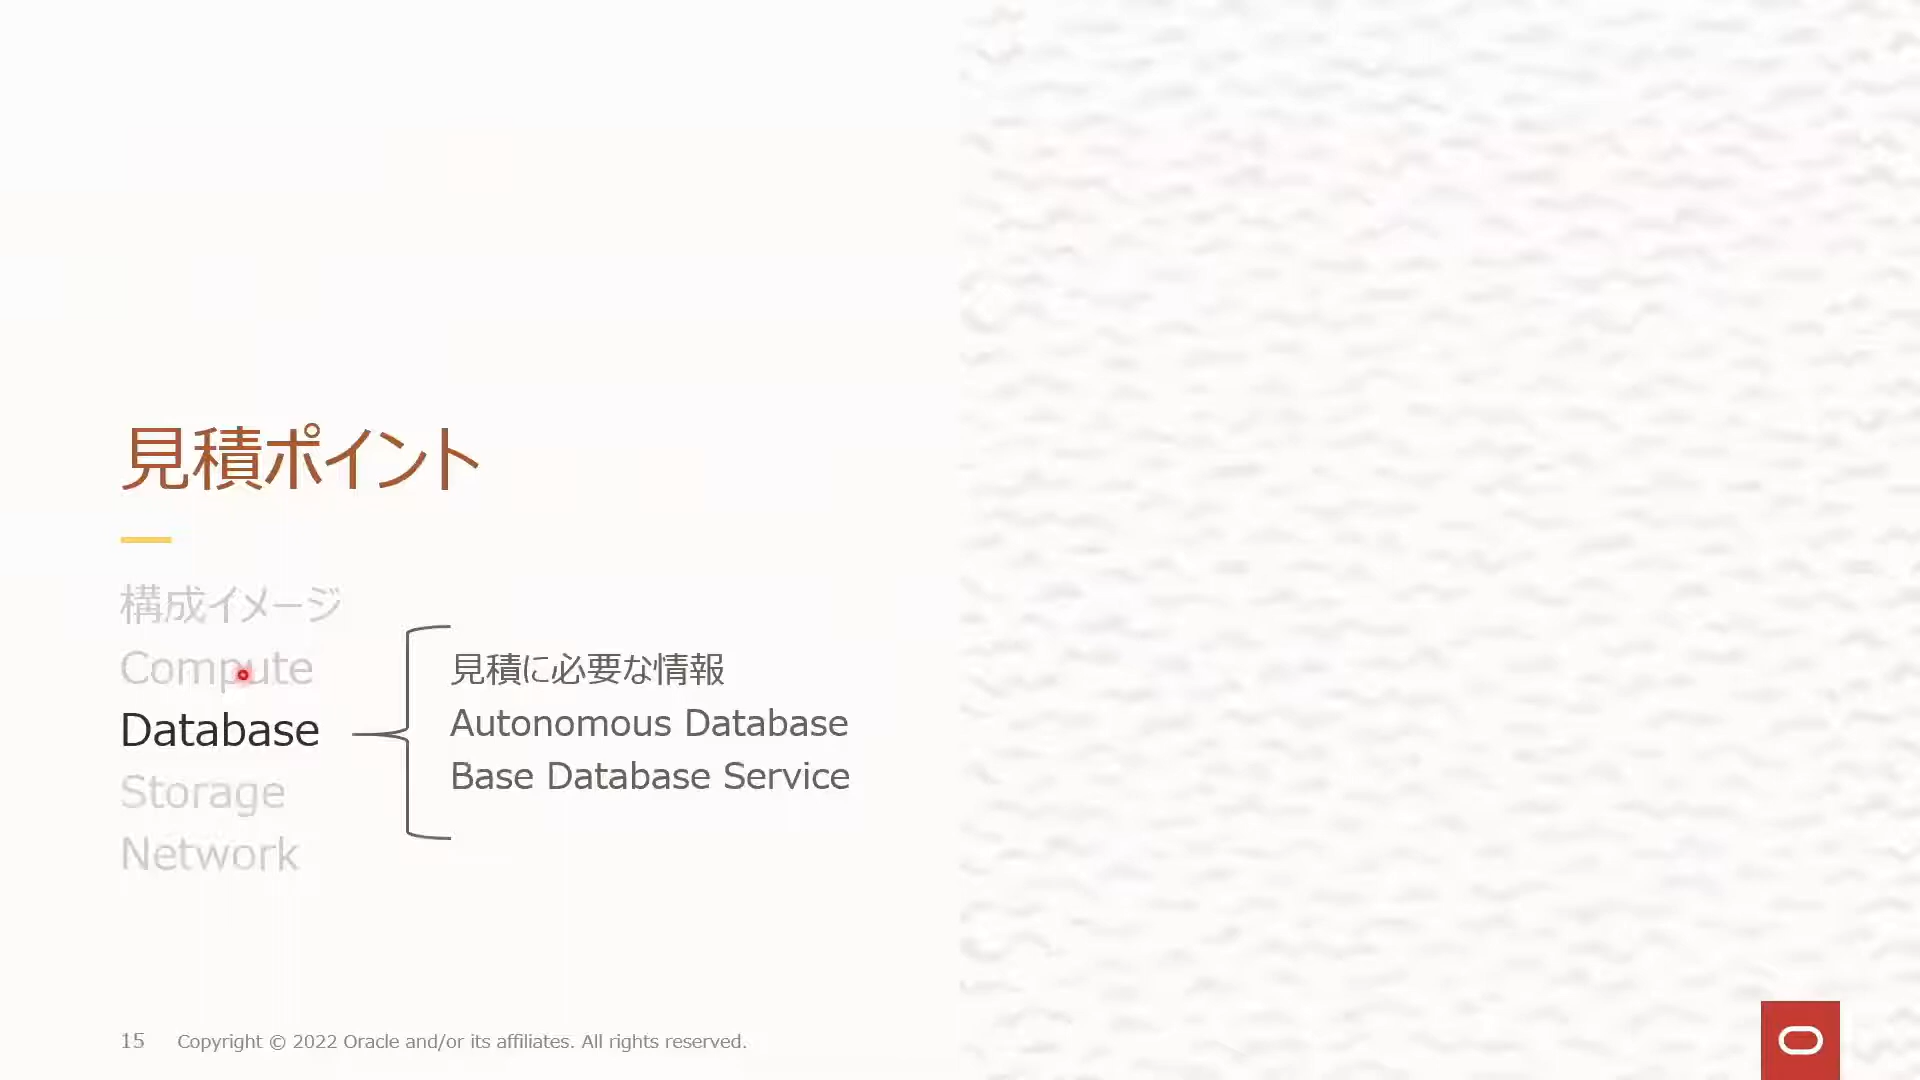 見積ポイント
構成イメージ
Compute
Database
Storage
Network
見積に必要な情報
Autonomous Database
Base Database Service
15 Copyright © 2022 Oracle and/or its affiliates. All rights reserved.